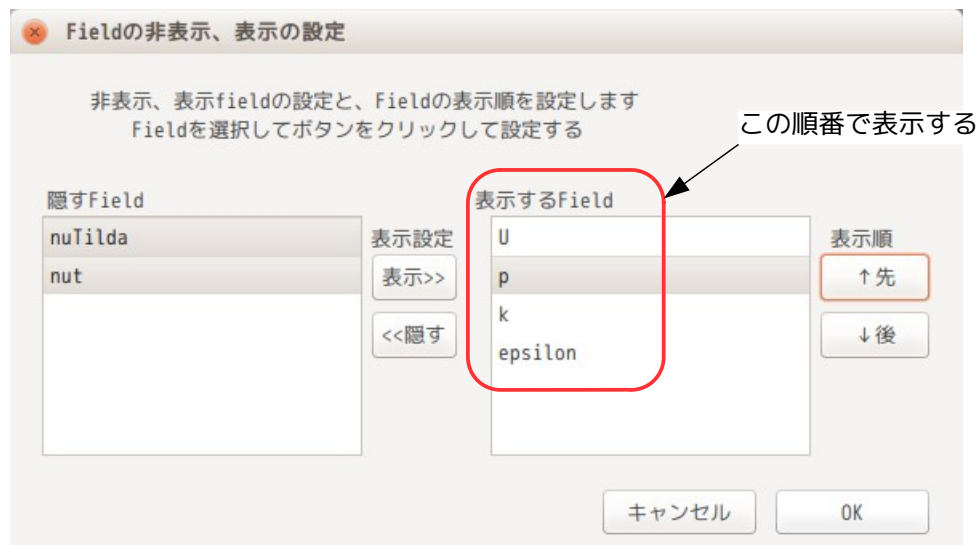 Fieldの非表示、表示の設定
非表示、表示fieldの設定と、Fieldの表示順を設定します
Fieldを選択してボタンをクリックして設定する
この順番で表示する
隠すField
表示するField
nuTilda
表示設定
U
表示順
nut
表示>>
p
↑先
<<隠す
k
↓後
epsilon
キャンセル
OK